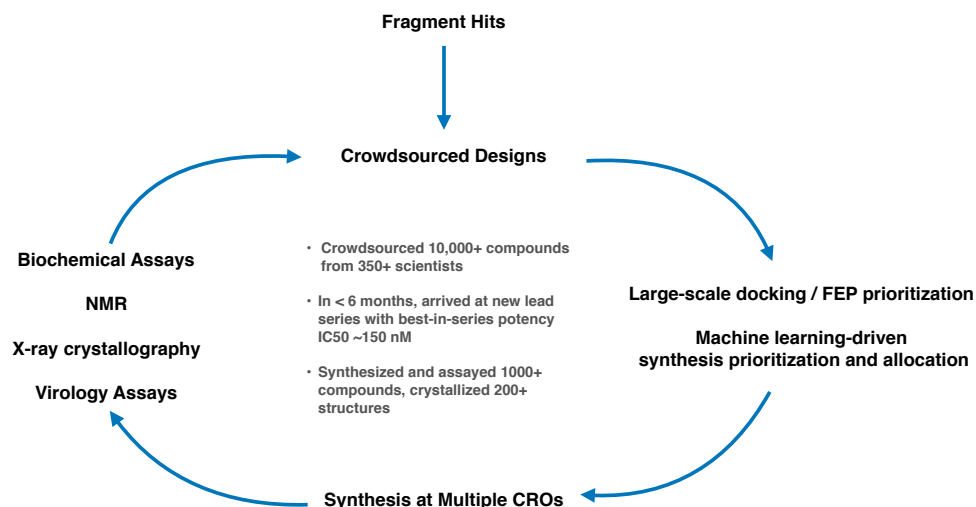 Fragment Hits
Crowdsourced Designs
Large-scale docking / FEP prioritization
Machine learning-driven
synthesis prioritization and allocation
Synthesis at Multiple CROs
Biochemical Assays
NMR
X-ray crystallography
Virology Assays
• Crowdsourced 10,000+ compounds
from 350+ scientists
• In < 6 months, arrived at new lead
series with best-in-series potency
IC50 ~150 nM
• Synthesized and assayed 1000+
compounds, crystallized 200+
structures